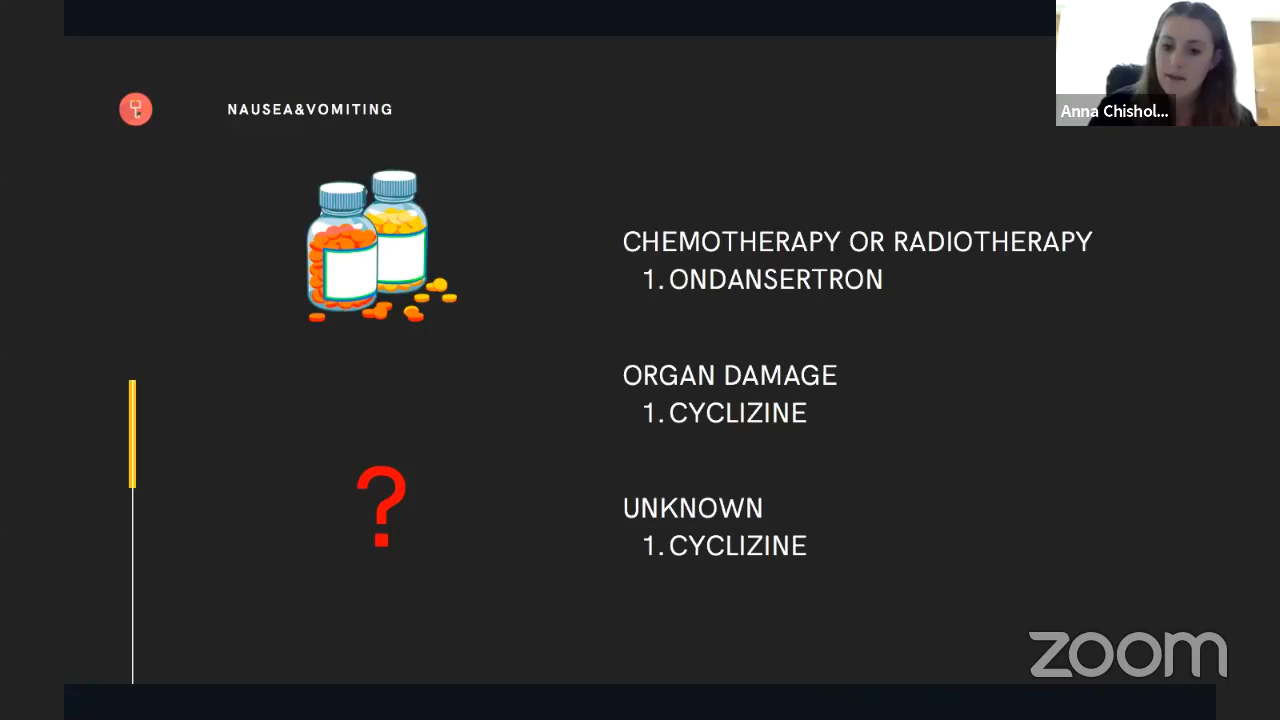 NAUSEA&VOMITING
Anna Chishol...
CHEMOTHERAPY OR RADIOTHERAPY
1. ONDANSERTRON
ORGAN DAMAGE
1. CYCLIZINE
?
UNKNOWN
1. CYCLIZINE
zoom